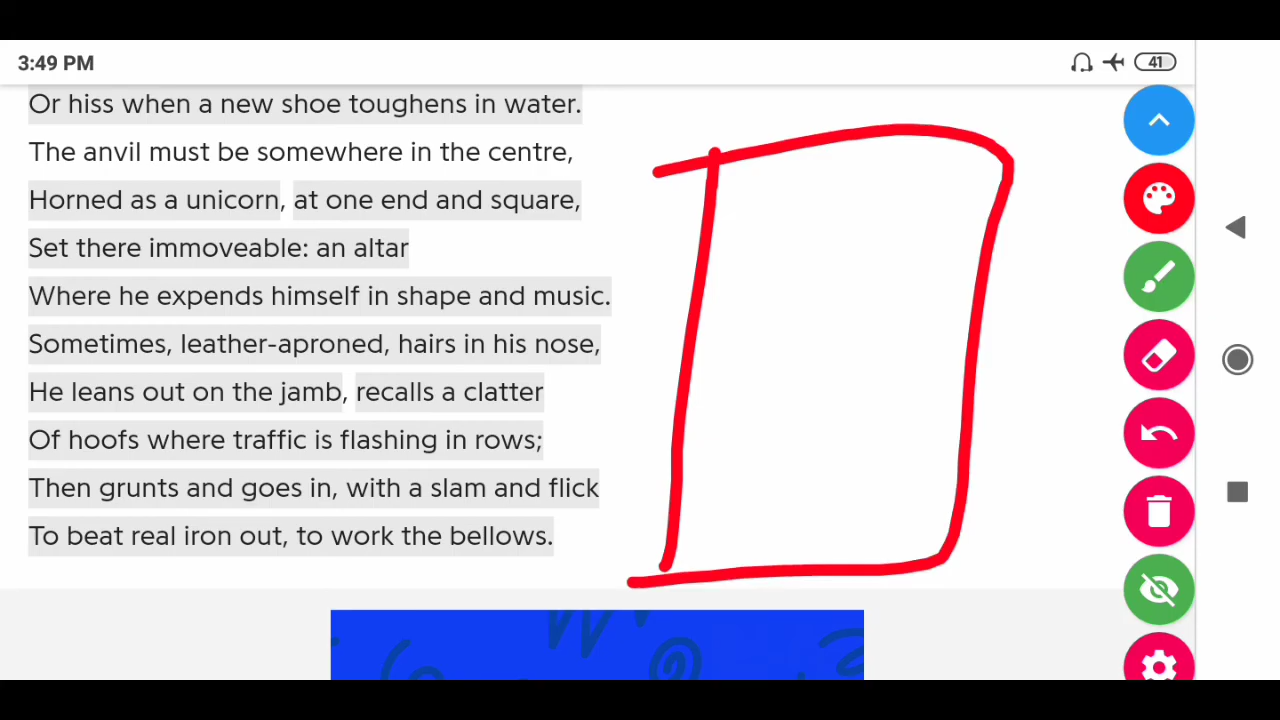 3:49 PM
41
Or hiss when a new shoe toughens in water.
The anvil must be somewhere in the centre,
Horned as a unicorn, at one end and square,
Set there immoveable: an altar
Where he expends himself in shape and music.
Sometimes, leather-aproned, hairs in his nose,
He leans out on the jamb, recalls a clatter
Of hoofs where traffic is flashing in rows;
Then grunts and goes in, with a slam and flick
To beat real iron out, to work the bellows.